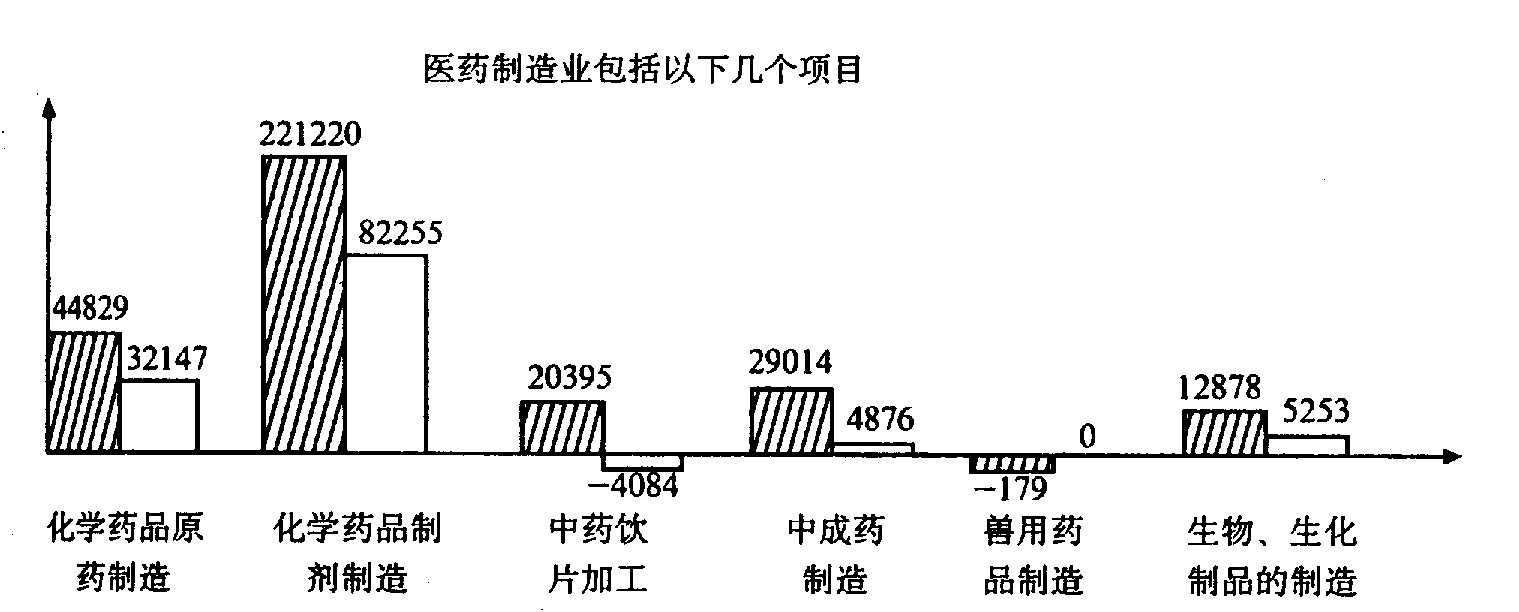 医药制造业包括以下几个项目
221220
82255
44829
32147
20395
-4084
29014
4876
-179
0
12878
5253
化学药品原
药制造
化学药品制
剂制造
中药饮
片加工
中成药
制造
兽用药
品制造
生物、生化
制品的制造